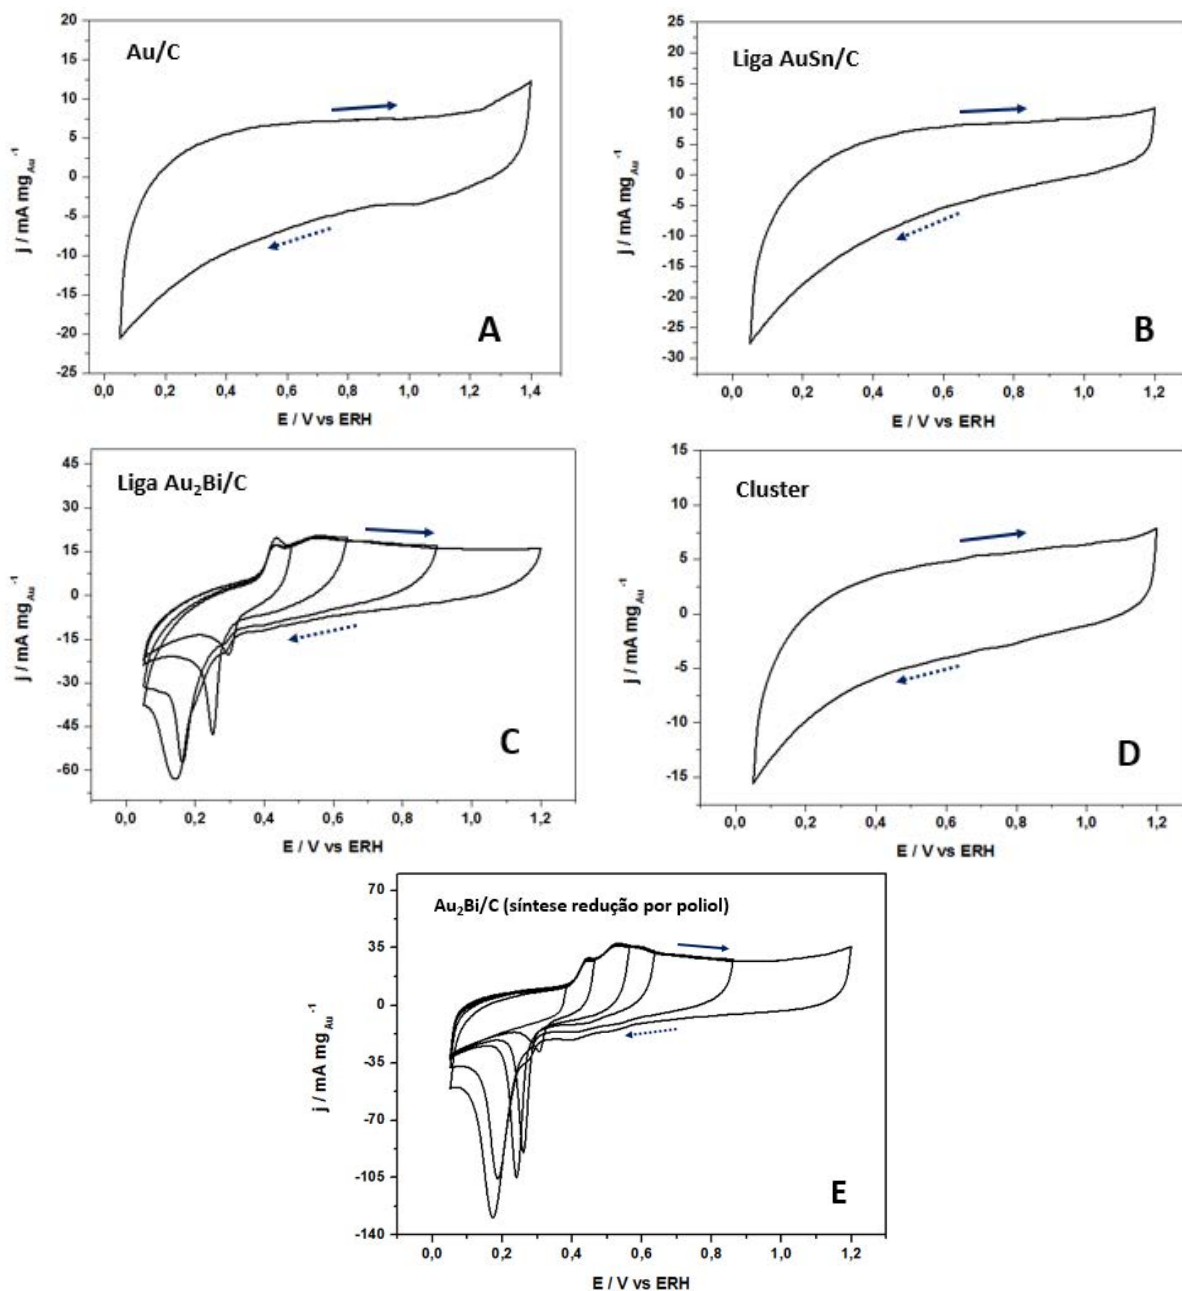 Au/C
20
15
10
5
0
-5
-10
-15
-20
-25
j / mA mg_Au^-1
0,0 0,2 0,4 0,6 0,8 1,0 1,2 1,4
E / V vs ERH
A
Liga AuSn/C
25
20
15
10
5
0
-5
-10
-15
-20
-25
-30
j / mA mg_Au^-1
0,0 0,2 0,4 0,6 0,8 1,0 1,2
E / V vs ERH
B
Liga Au₂Bi/C
45
30
15
0
-15
-30
-45
-60
j / mA mg_Au^-1
0,0 0,2 0,4 0,6 0,8 1,0 1,2
E / V vs ERH
C
Cluster
15
10
5
0
-5
-10
-15
j / mA mg_Au^-1
0,0 0,2 0,4 0,6 0,8 1,0 1,2
E / V vs ERH
D
Au₂Bi/C (síntese redução por poliol)
70
35
0
-35
-70
-105
-140
j / mA mg_Au^-1
0,0 0,2 0,4 0,6 0,8 1,0 1,2
E / V vs ERH
E